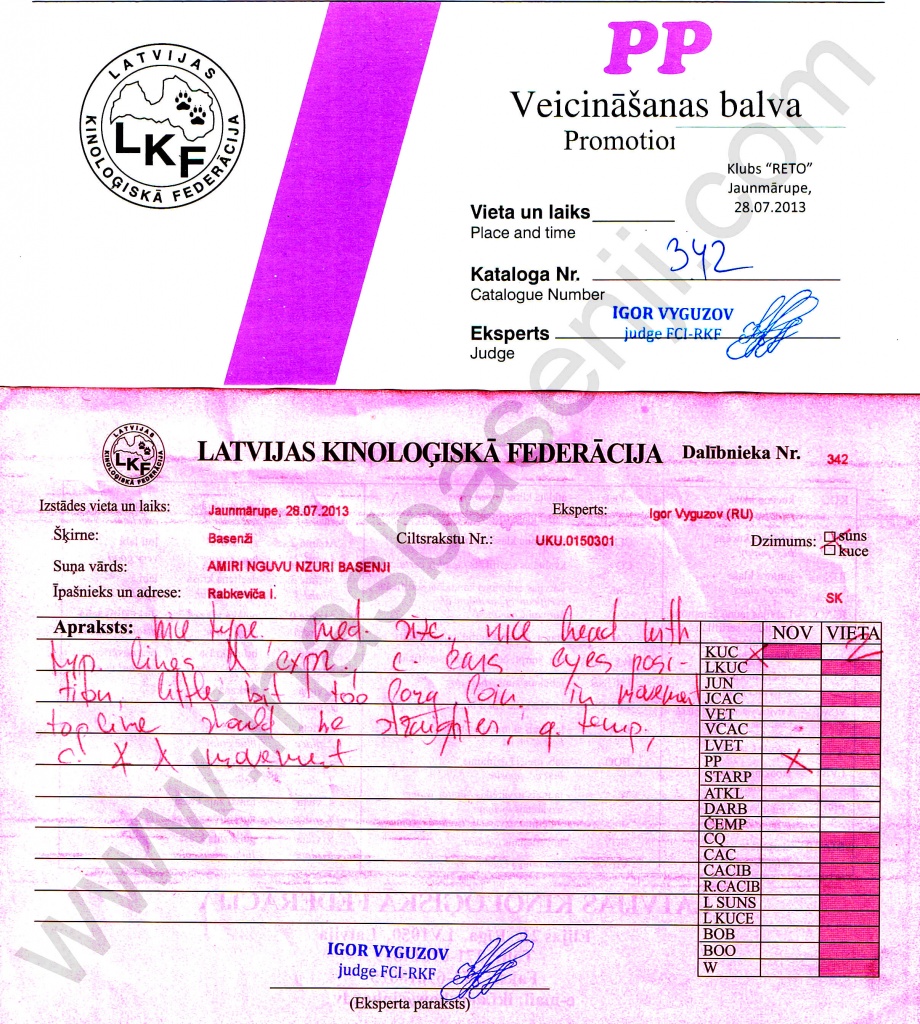 PP
Veicināšanas balva
Promotion
LATVIJAS KINOLOĢISKĀ FEDERĀCIJA
LKF
Klubs “RETO”
Jaunmārupe,
28.07.2013
Vieta un laiks
Place and time
Kataloga Nr. 342
Catalogue Number
IGOR VYGUZOV
judge FCI-RKF
Eksperts
Judge
LATVIJAS KINOLOĢISKĀ FEDERĀCIJA
LKF
LATVIJAS KINOLOĢISKĀ FEDERĀCIJA Dalībnieka Nr. 342
Izstādes vieta un laiks: Jaunmārupe, 28.07.2013 Eksperts: Igor Vyguzov (RU)
Šķirne: Basenži Ciltsrakstu Nr.: UKU.0150301 Dzimums: suns
kuce
Suņa vārds: AMIRI NGUVU NZURI BASENJI
Īpašnieks un adrese: Rabkeviča I. SK
Apraksts: nice type. med. size, nice head with
typ. lines & expr. c. ears eyes posi-
tion, little bit too long loin, in movement
topline should be straighter, g. temp,
c. X X movement
NOV VIETA
KUC X 2
LKUC
JUN
JCAC
VET
VCAC
LVET
PP X
STARP
ATKL
DARB
ČEMP
CQ
CAC
CACIB
R.CACIB
L SUNS
L KUCE
BOB
BOO
W
IGOR VYGUZOV
judge FCI-RKF
(Eksperta paraksts)
www.imasbasenji.com